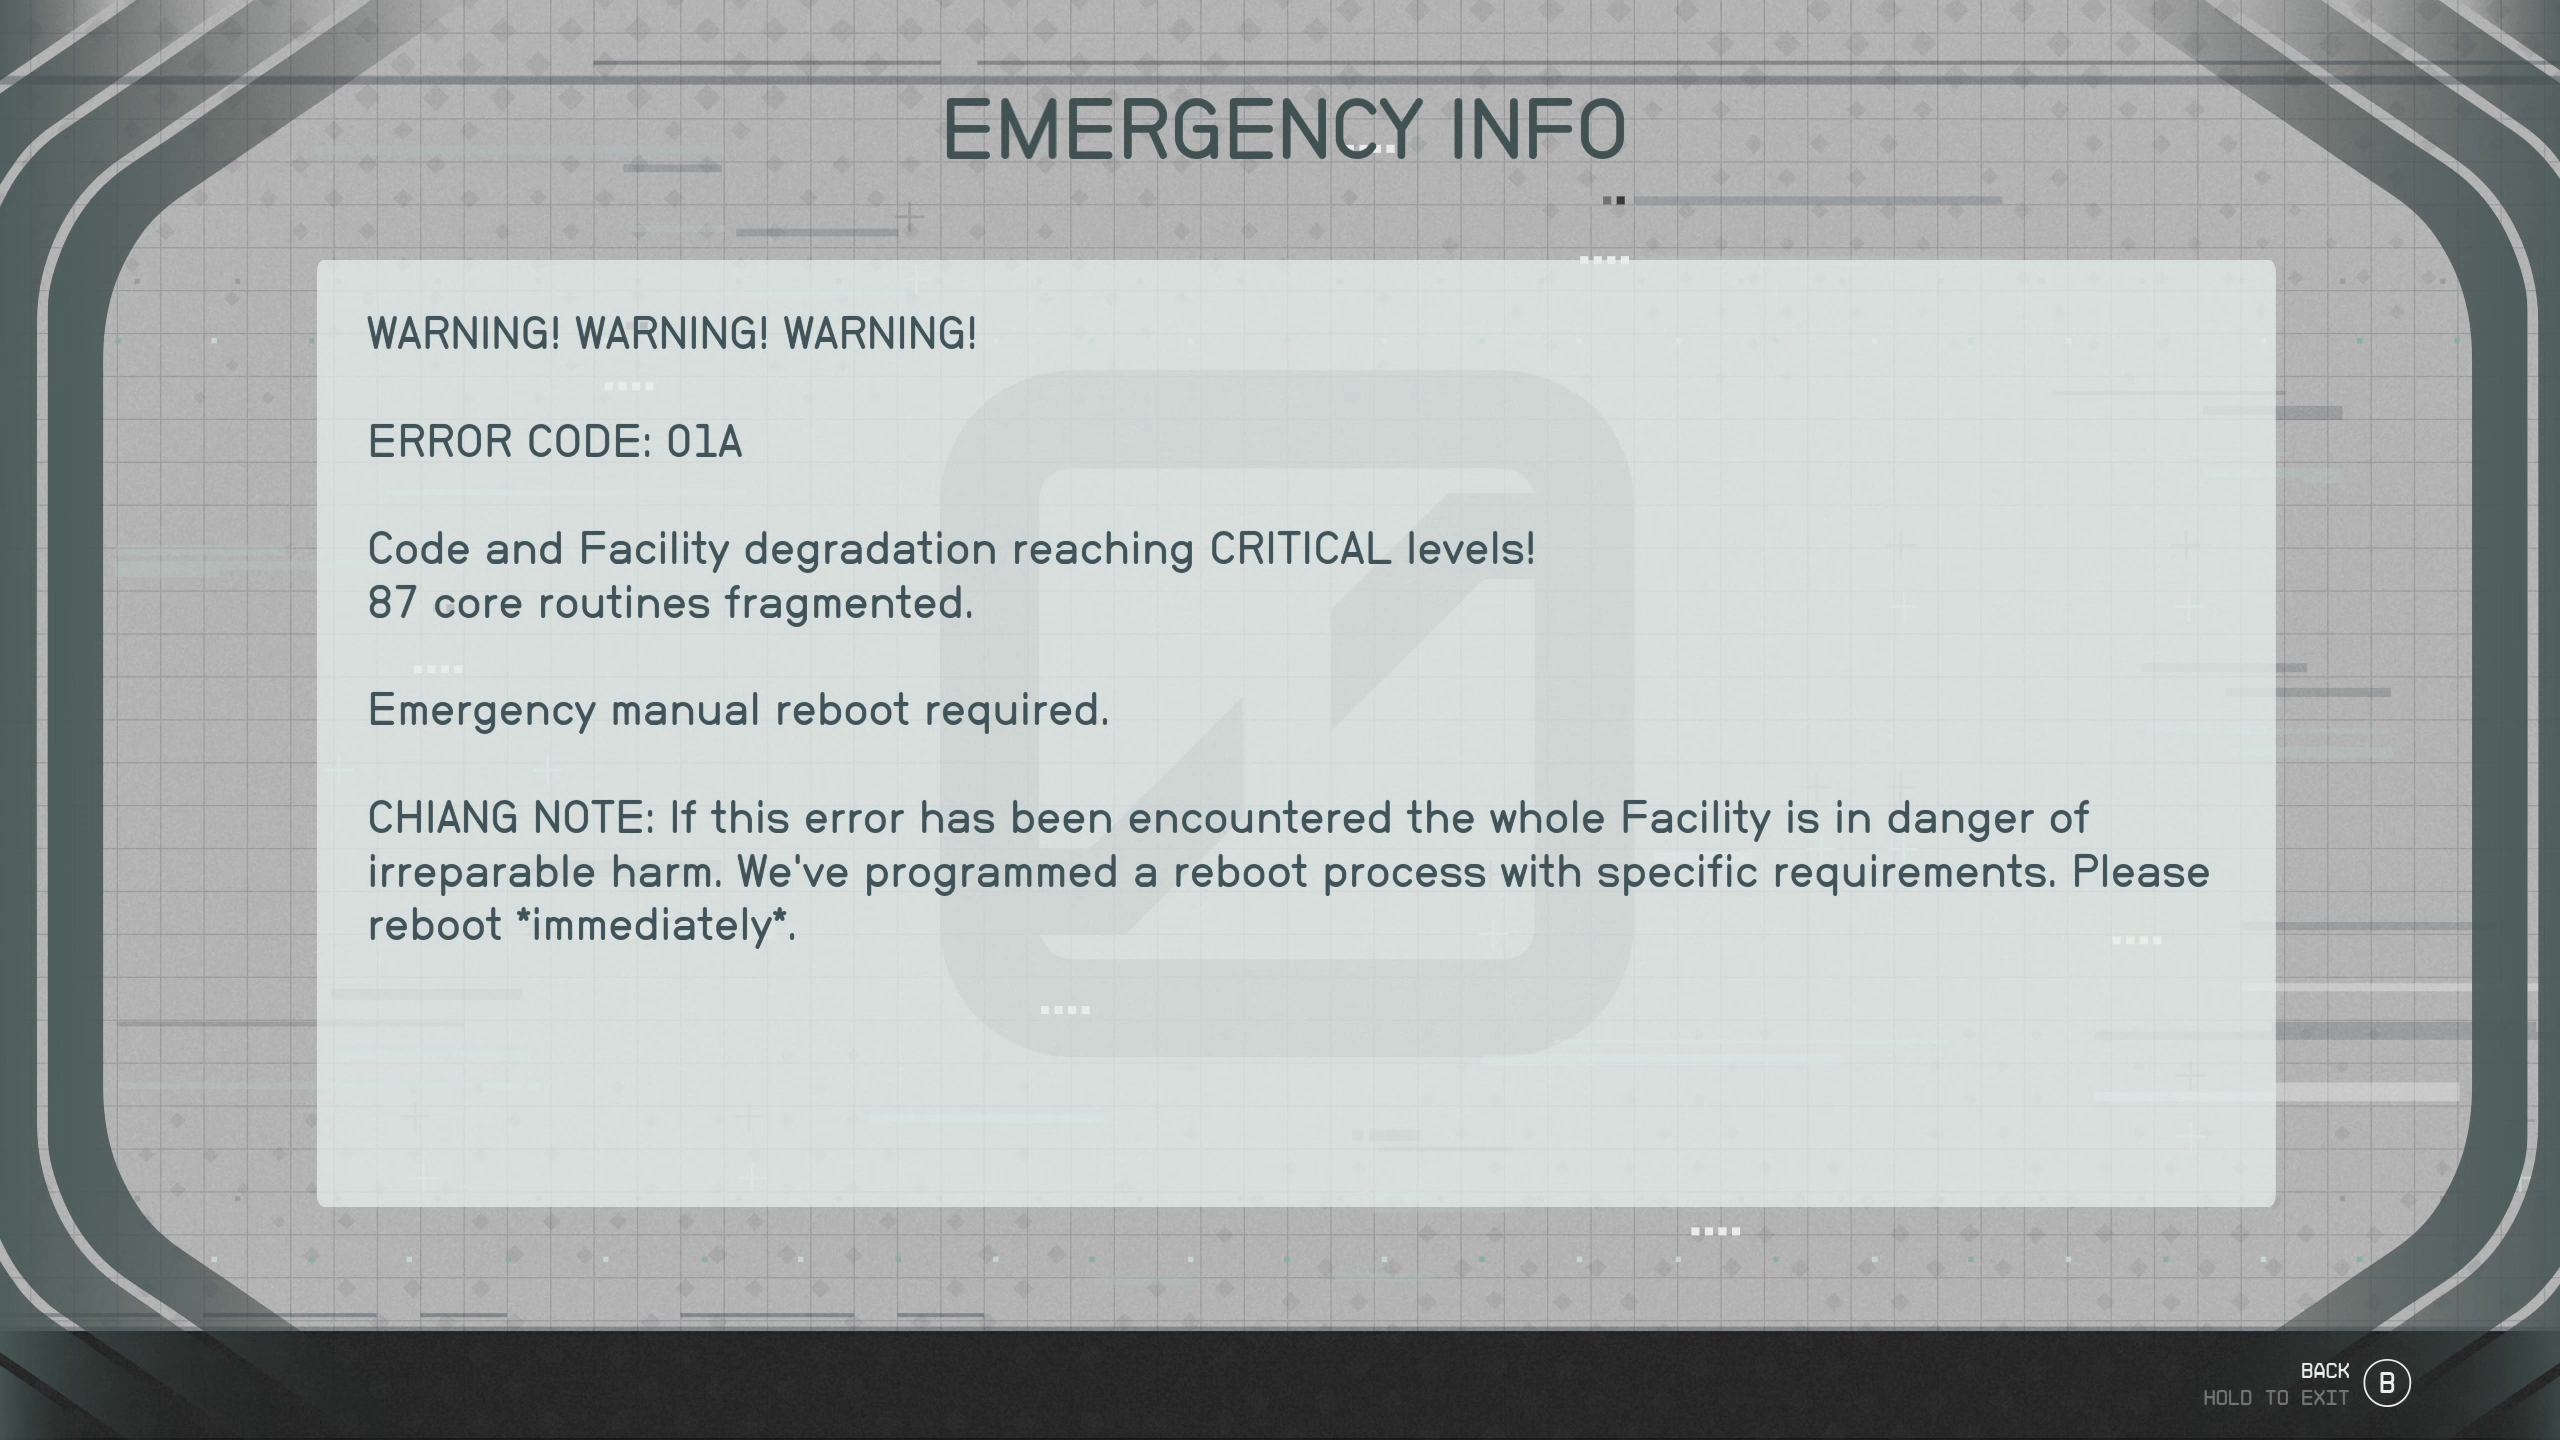 EMERGENCY INFO
WARNING! WARNING! WARNING!
ERROR CODE: 01A
Code and Facility degradation reaching CRITICAL levels!
87 core routines fragmented.
Emergency manual reboot required.
CHIANG NOTE: If this error has been encountered the whole Facility is in danger of
irreparable harm. We've programmed a reboot process with specific requirements. Please
reboot *immediately*.
BACK
HOLD TO EXIT
B